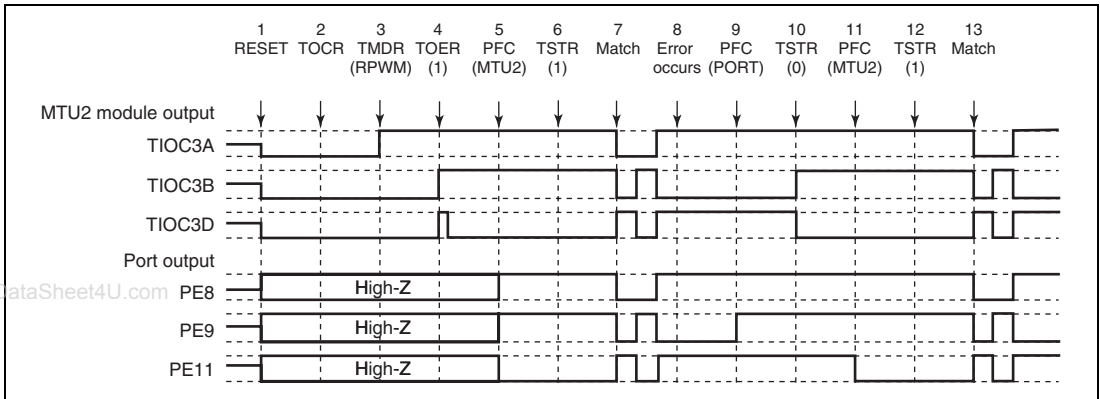 1 2 3 4 5 6 7 8 9 10 11 12 13
RESET TOCR TMDR TOER PFC TSTR Match Error PFC TSTR PFC TSTR Match
(RPWM) (1) (MTU2) (1) occurs (PORT) (0) (MTU2) (1)
MTU2 module output
TIOC3A
TIOC3B
TIOC3D
Port output
PE8 High-Z
PE9 High-Z
PE11 High-Z
ataSheet4U.com